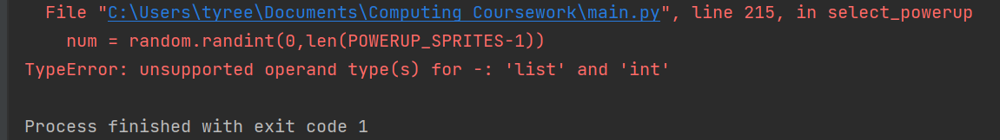 File "C:\Users\tyree\Documents\Computing Coursework\main.py", line 215, in select_powerup
num = random.randint(0,len(POWERUP_SPRITES-1))
TypeError: unsupported operand type(s) for -: 'list' and 'int'
Process finished with exit code 1